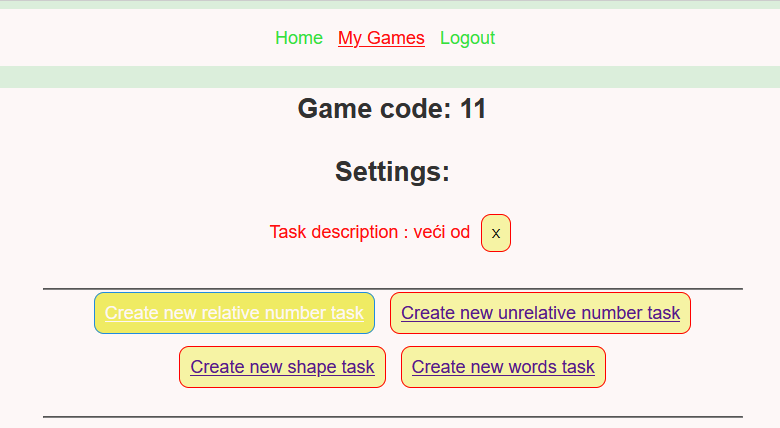 Home My Games Logout
Game code: 11
Settings:
Task description : veći od x
Create new relative number task Create new unrelative number task
Create new shape task Create new words task